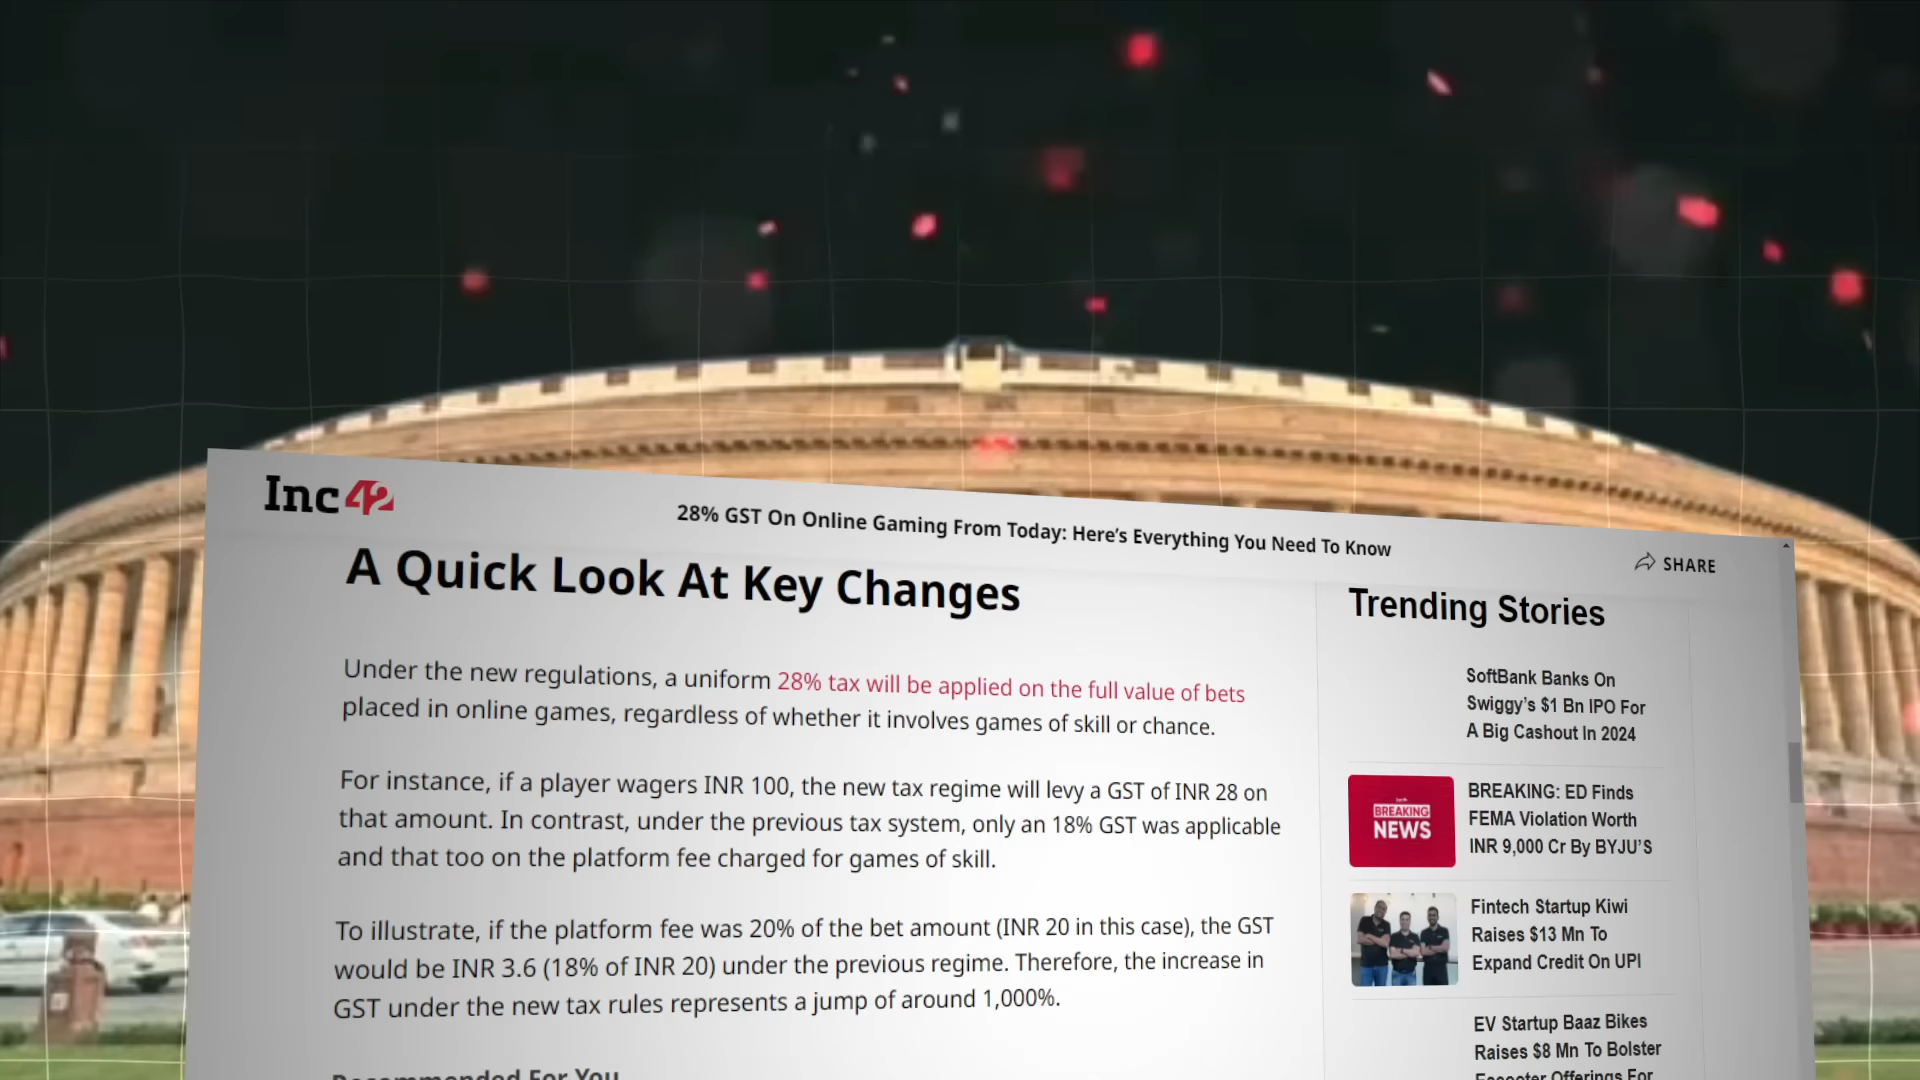 Inc42
28% GST On Online Gaming From Today: Here's Everything You Need To Know
SHARE
A Quick Look At Key Changes
Under the new regulations, a uniform 28% tax will be applied on the full value of bets
placed in online games, regardless of whether it involves games of skill or chance.
For instance, if a player wagers INR 100, the new tax regime will levy a GST of INR 28 on
that amount. In contrast, under the previous tax system, only an 18% GST was applicable
and that too on the platform fee charged for games of skill.
To illustrate, if the platform fee was 20% of the bet amount (INR 20 in this case), the GST
would be INR 3.6 (18% of INR 20) under the previous regime. Therefore, the increase in
GST under the new tax rules represents a jump of around 1,000%.
Recommended For You
Trending Stories
SoftBank Banks On
Swiggy's $1 Bn IPO For
A Big Cashout In 2024
BREAKING
NEWS
BREAKING: ED Finds
FEMA Violation Worth
INR 9,000 Cr By BYJU'S
Fintech Startup Kiwi
Raises $13 Mn To
Expand Credit On UPI
EV Startup Baaz Bikes
Raises $8 Mn To Bolster
Escooter Offerings For